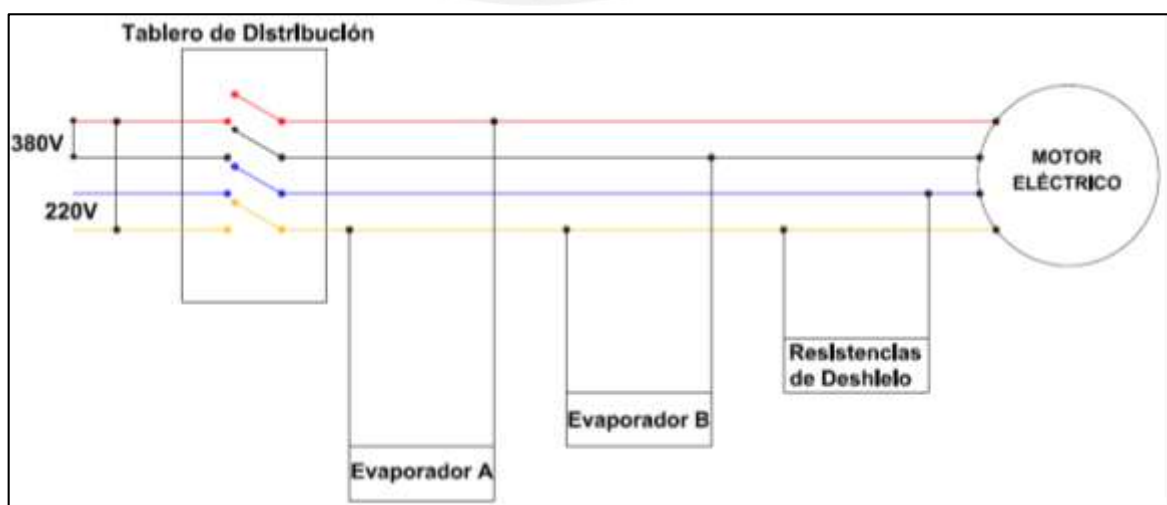 Tablero de Distribución
380V
220V
MOTOR
ELÉCTRICO
Resistencias
de Deshielo
Evaporador B
Evaporador A